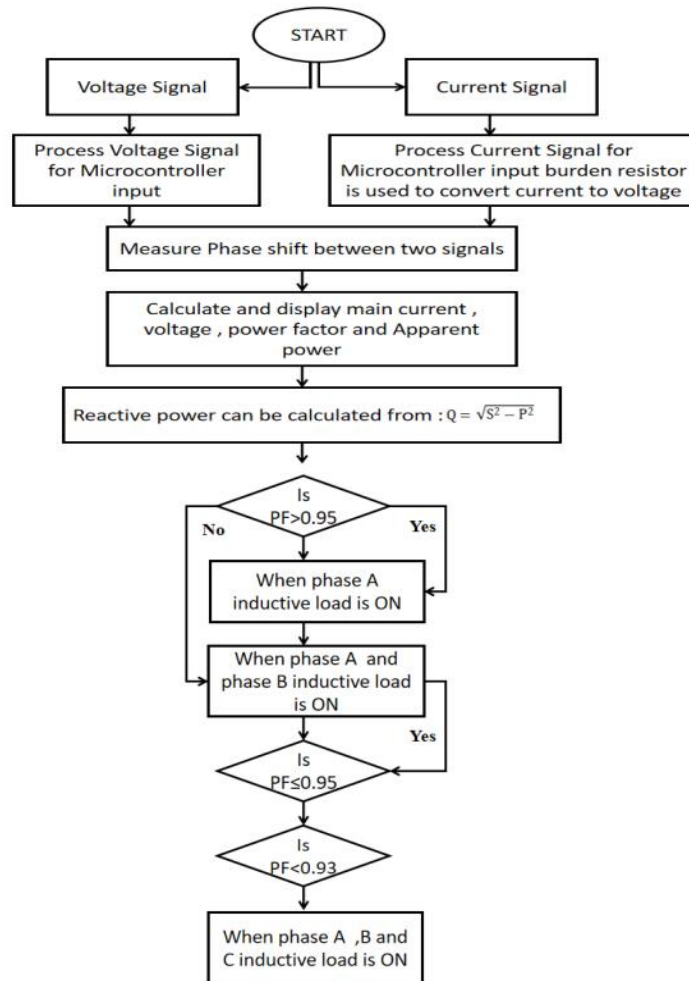 START
Voltage Signal
Current Signal
Process Voltage Signal
for Microcontroller
input
Process Current Signal for
Microcontroller input burden resistor
is used to convert current to voltage
Measure Phase shift between two signals
Calculate and display main current ,
voltage , power factor and Apparent
power
Reactive power can be calculated from : Q = √S² − P²
Is
PF>0.95
No
Yes
When phase A
inductive load is ON
When phase A and
phase B inductive load
is ON
Yes
Is
PF≤0.95
Is
PF<0.93
When phase A ,B and
C inductive load is ON